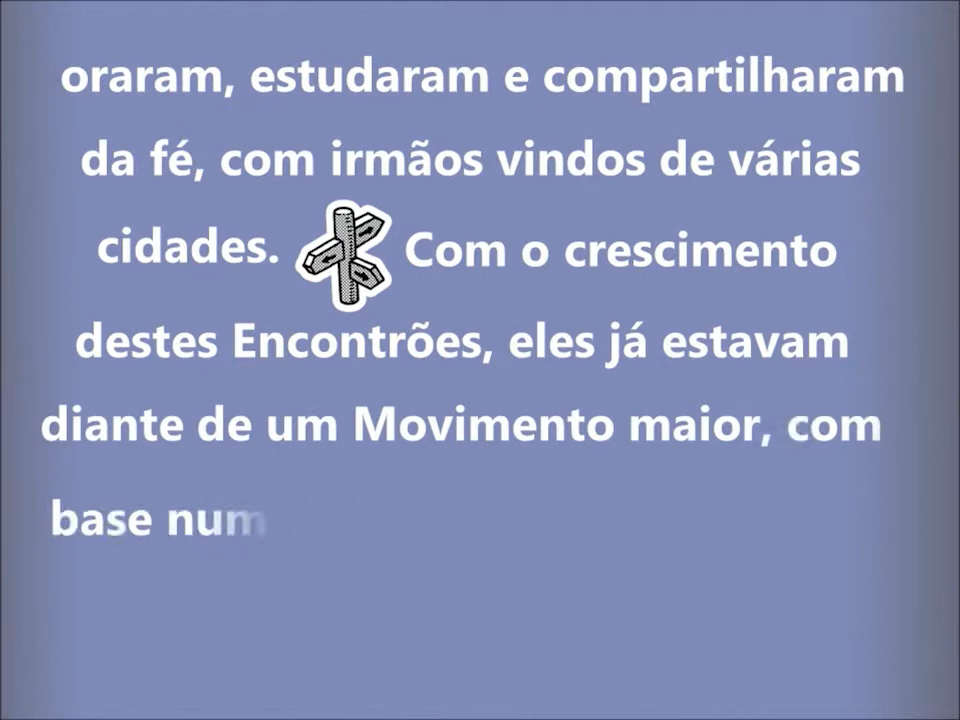 oraram, estudaram e compartilharam
da fé, com irmãos vindos de várias
cidades. Com o crescimento
destes Encontrões, eles já estavam
diante de um Movimento maior, com
base num